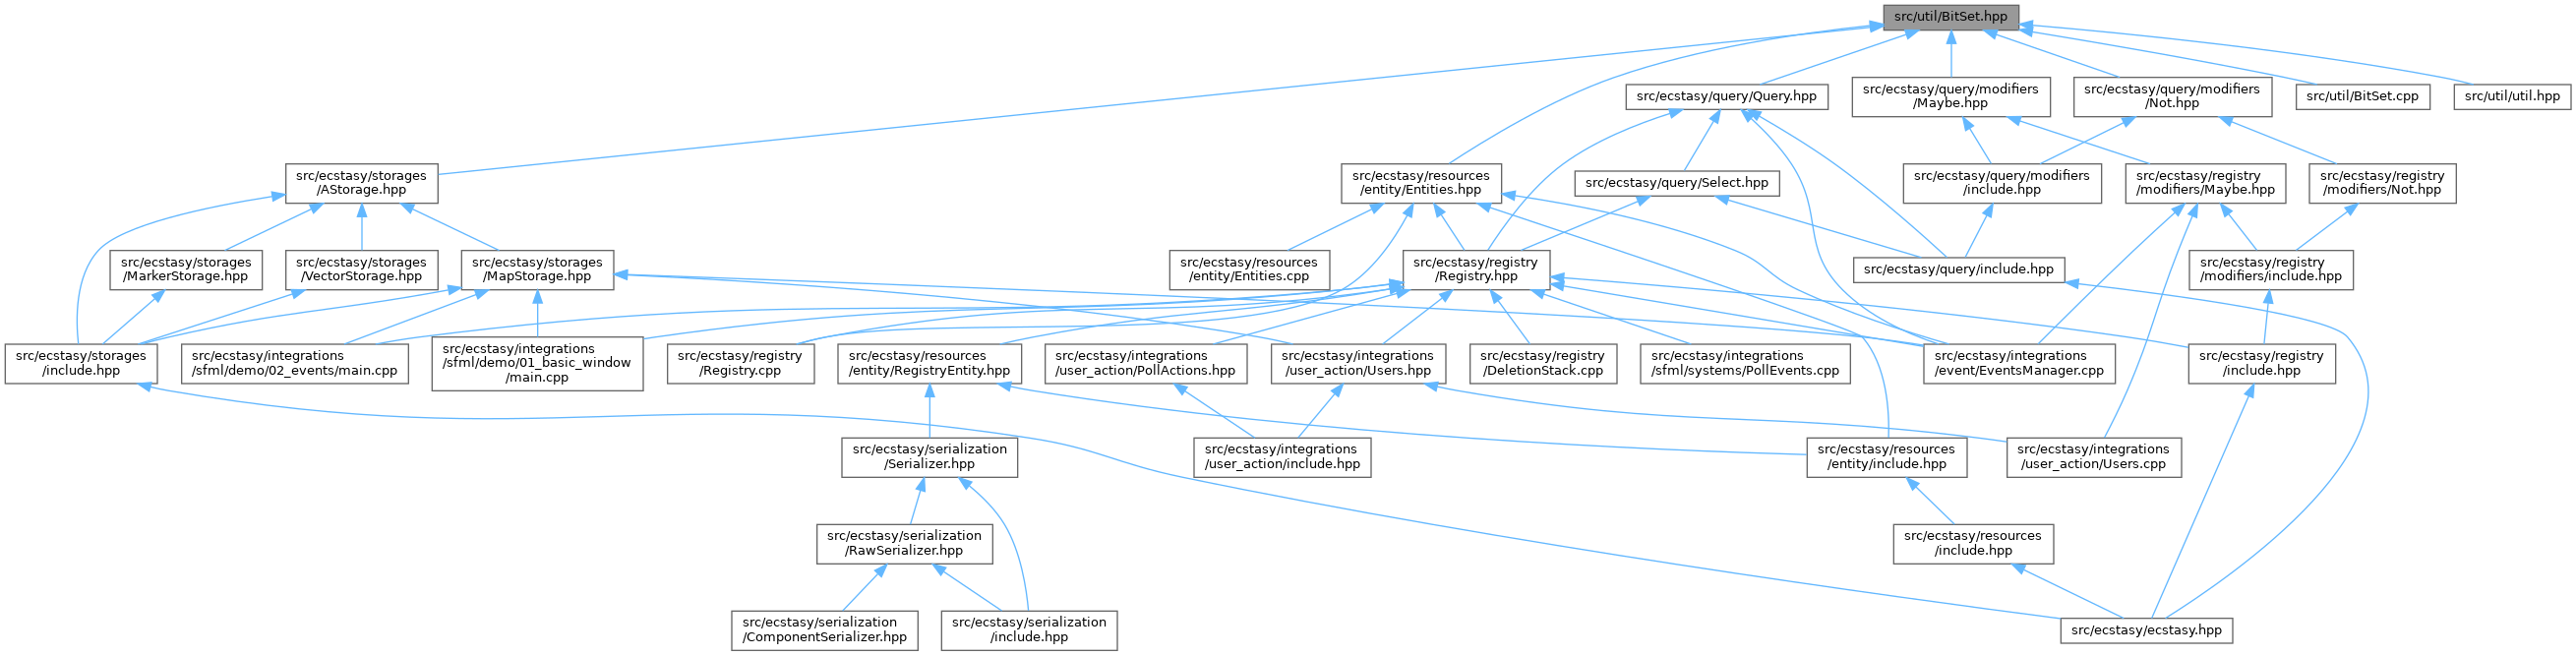 src/util/BitSet.hpp
src/ecstasy/query/Query.hpp
src/ecstasy/query/modifiers
/Maybe.hpp
src/ecstasy/query/modifiers
/Not.hpp
src/util/BitSet.cpp
src/util/util.hpp
src/ecstasy/storages
/AStorage.hpp
src/ecstasy/resources
entity/Entities.hpp
src/ecstasy/query/Select.hpp
src/ecstasy/query/modifiers
/include.hpp
src/ecstasy/registry
/modifiers/Maybe.hpp
src/ecstasy/registry
/modifiers/Not.hpp
src/ecstasy/storages
/MarkerStorage.hpp
src/ecstasy/storages
/VectorStorage.hpp
src/ecstasy/storages
/MapStorage.hpp
src/ecstasy/resources
entity/Entities.cpp
src/ecstasy/registry
/Registry.hpp
src/ecstasy/query/include.hpp
src/ecstasy/registry
/modifiers/include.hpp
src/ecstasy/storages
/include.hpp
src/ecstasy/integrations
/sfml/demo/02_events/main.cpp
src/ecstasy/integrations
/sfml/demo/01_basic_window
/main.cpp
src/ecstasy/registry
/Registry.cpp
src/ecstasy/resources
entity/RegistryEntity.hpp
src/ecstasy/integrations
/user_action/PollActions.hpp
src/ecstasy/integrations
/user_action/Users.hpp
src/ecstasy/registry
/DeletionStack.cpp
src/ecstasy/integrations
/sfml/systems/PollEvents.cpp
src/ecstasy/integrations
/event/EventsManager.cpp
src/ecstasy/registry
/include.hpp
src/ecstasy/serialization
/Serializer.hpp
src/ecstasy/integrations
/user_action/include.hpp
src/ecstasy/resources
/entity/include.hpp
src/ecstasy/integrations
/user_action/Users.cpp
src/ecstasy/serialization
/RawSerializer.hpp
src/ecstasy/resources
/include.hpp
src/ecstasy/serialization
/ComponentSerializer.hpp
src/ecstasy/serialization
/include.hpp
src/ecstasy/ecstasy.hpp